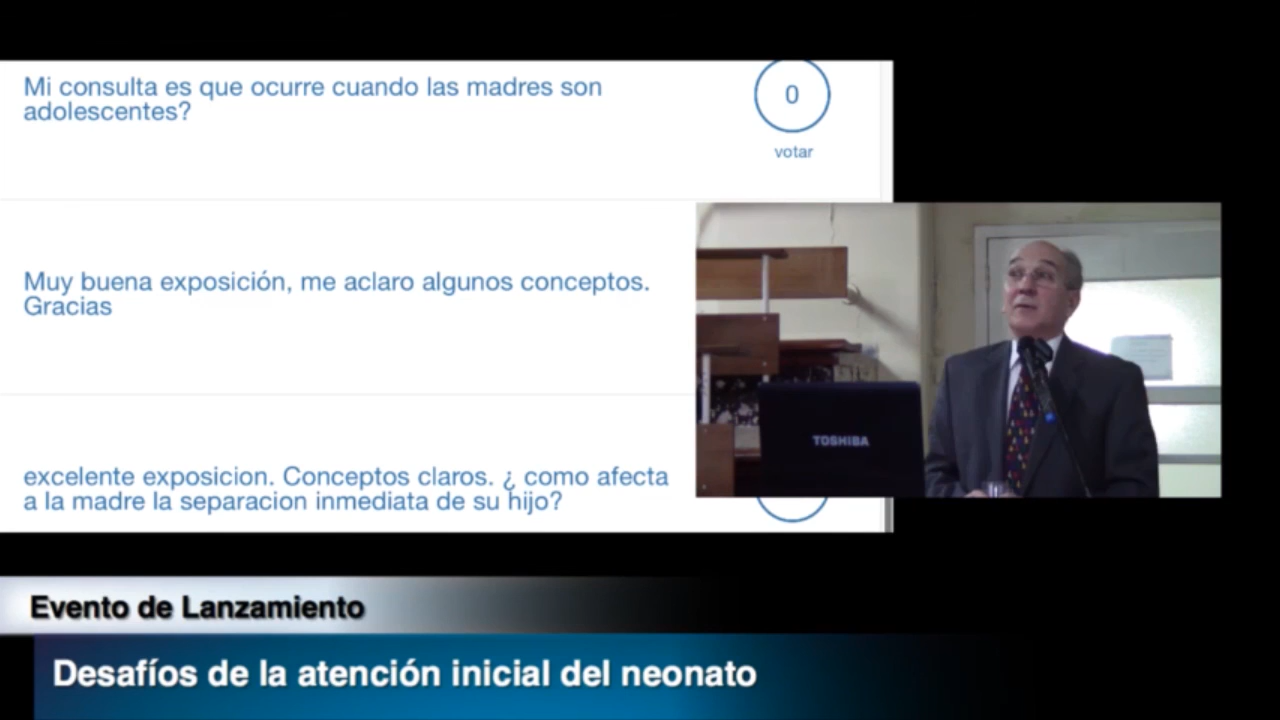 Mi consulta es que ocurre cuando las madres son
adolescentes?
0
votar
Muy buena exposición, me aclaro algunos conceptos.
Gracias
excelente exposicion. Conceptos claros. ¿ como afecta
a la madre la separacion inmediata de su hijo?
TOSHIBA
Evento de Lanzamiento
Desafíos de la atención inicial del neonato